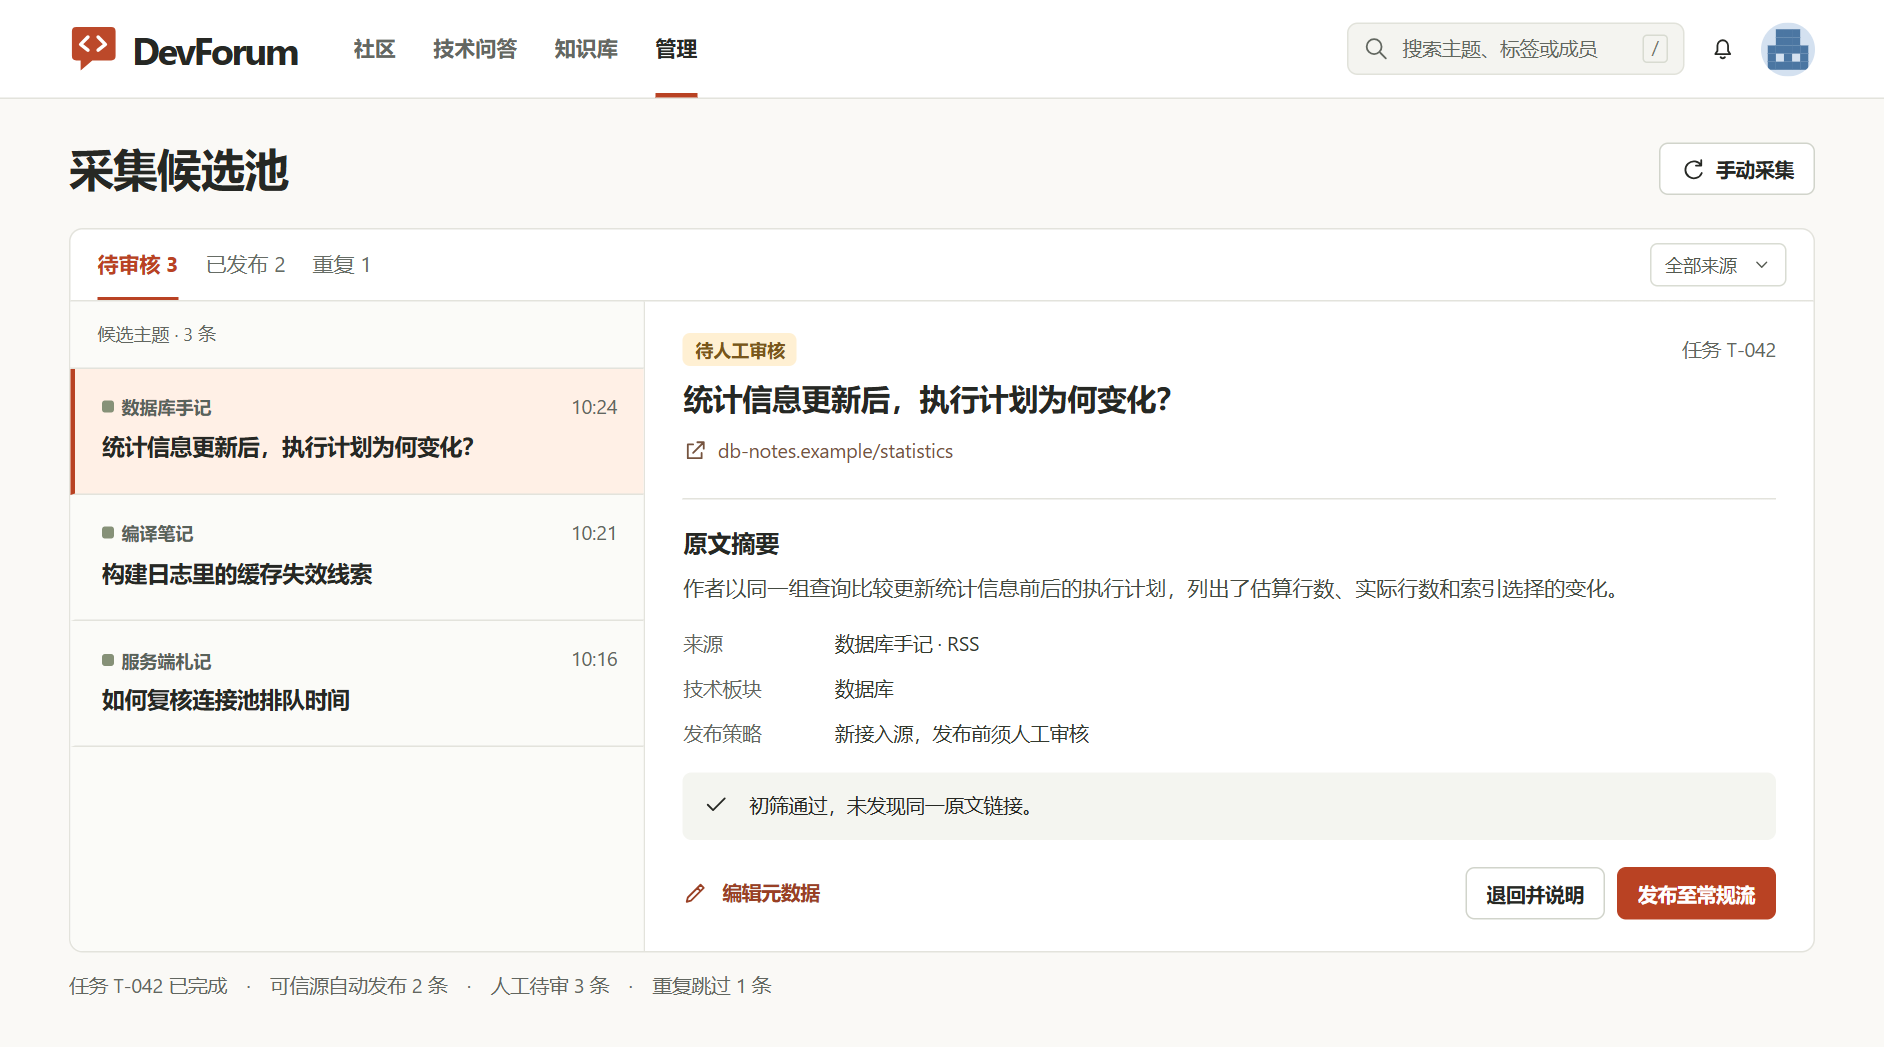 DevForum 社区 技术问答 知识库 管理 搜索主题、标签或成员 /
采集候选池 手动采集
待审核 3 已发布 2 重复 1 全部来源
候选主题 · 3 条
数据库手记 10:24
统计信息更新后，执行计划为何变化？
编译笔记 10:21
构建日志里的缓存失效线索
服务端札记 10:16
如何复核连接池排队时间
待人工审核 任务 T-042
统计信息更新后，执行计划为何变化？
db-notes.example/statistics
原文摘要
作者以同一组查询比较更新统计信息前后的执行计划，列出了估算行数、实际行数和索引选择的变化。
来源 数据库手记 · RSS
技术板块 数据库
发布策略 新接入源，发布前须人工审核
初筛通过，未发现同一原文链接。
编辑元数据 退回并说明 发布至常规流
任务 T-042 已完成 · 可信源自动发布 2 条 · 人工待审 3 条 · 重复跳过 1 条